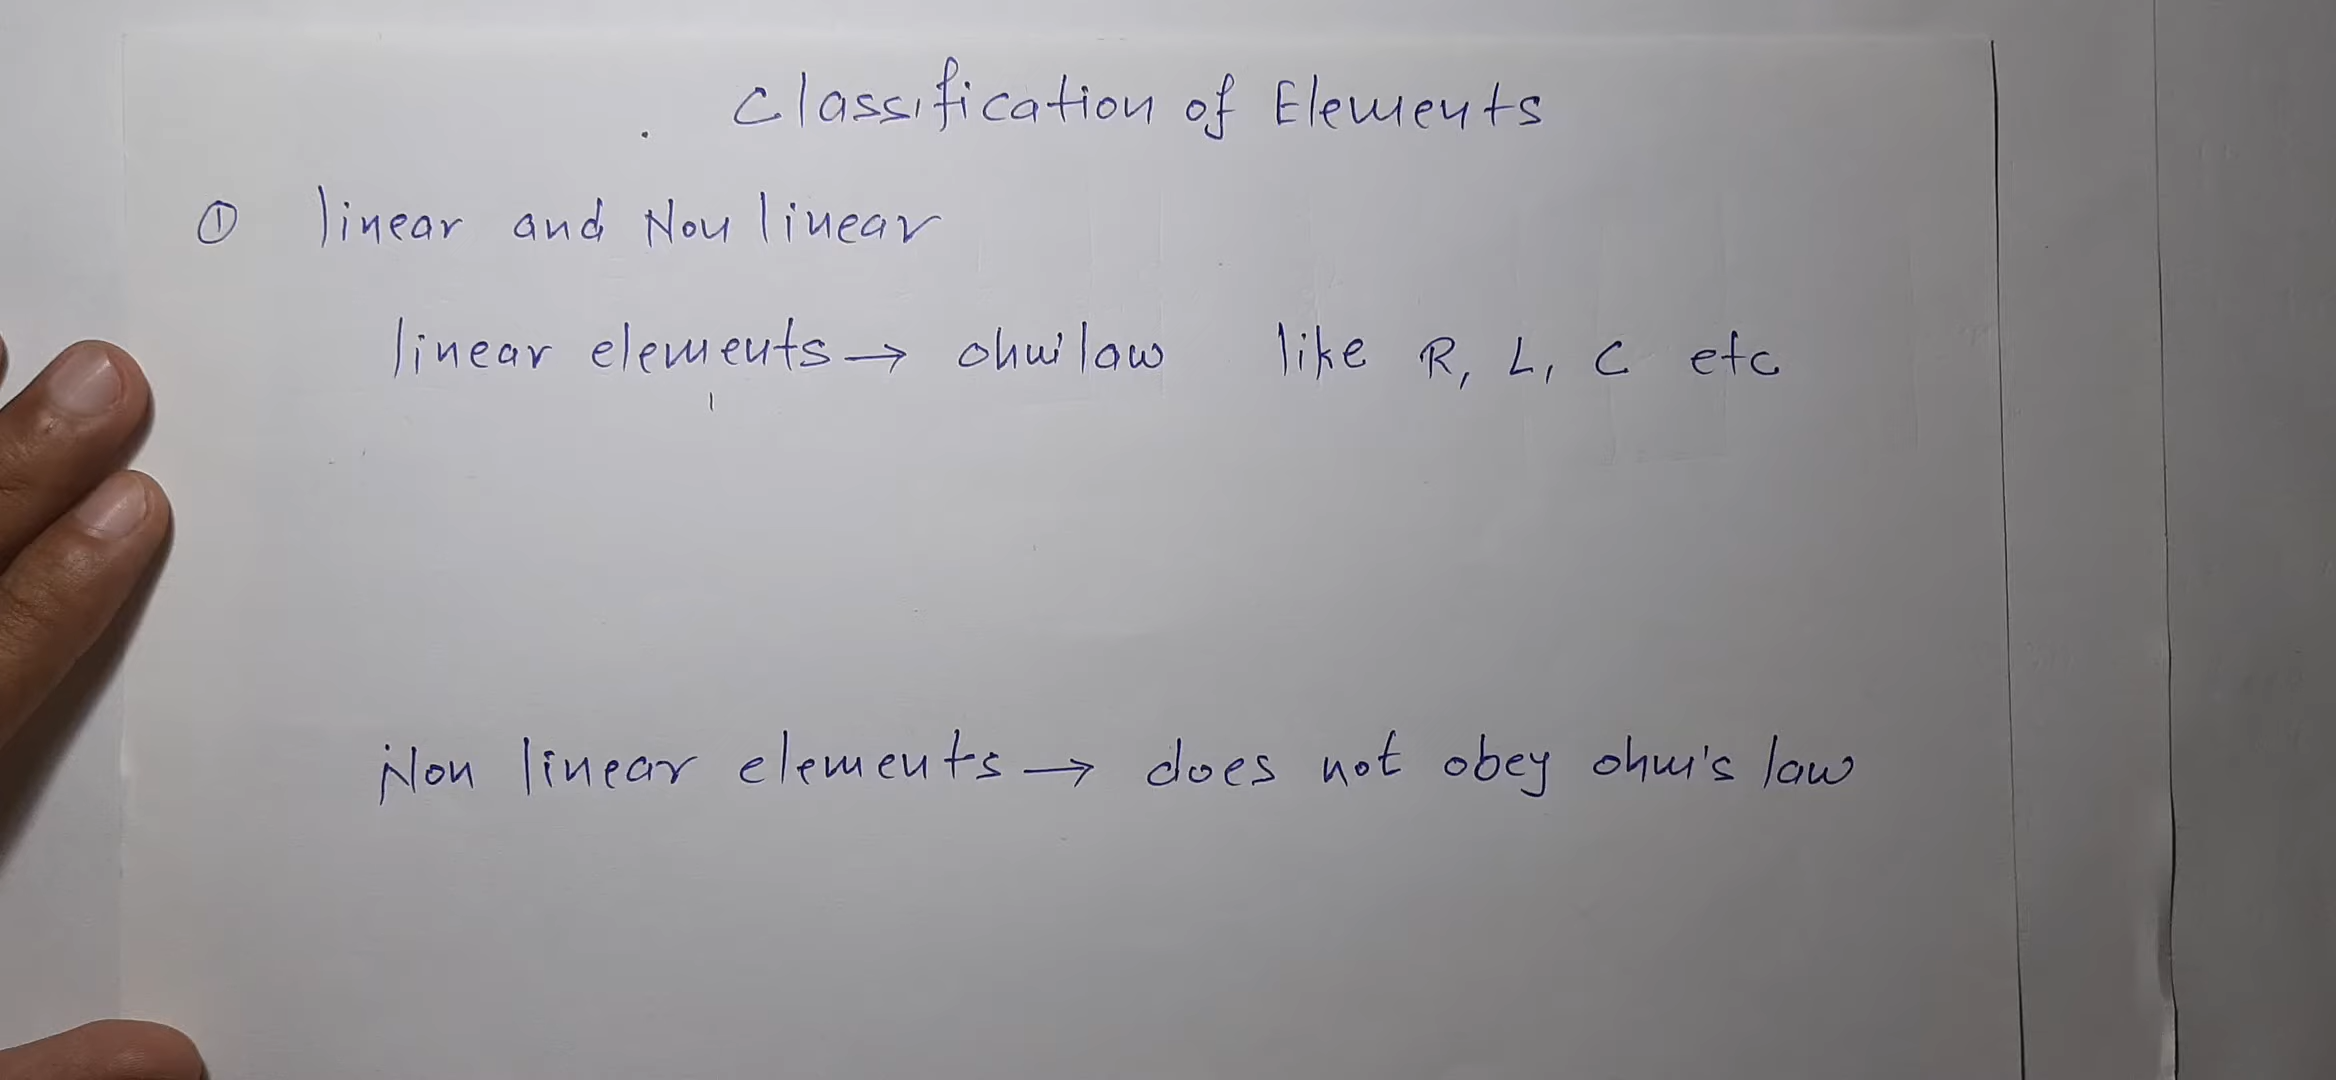 Classification of Elements
① linear and Non linear
linear elements → ohm' law like R, L, C etc
Non linear elements → does not obey ohm's law